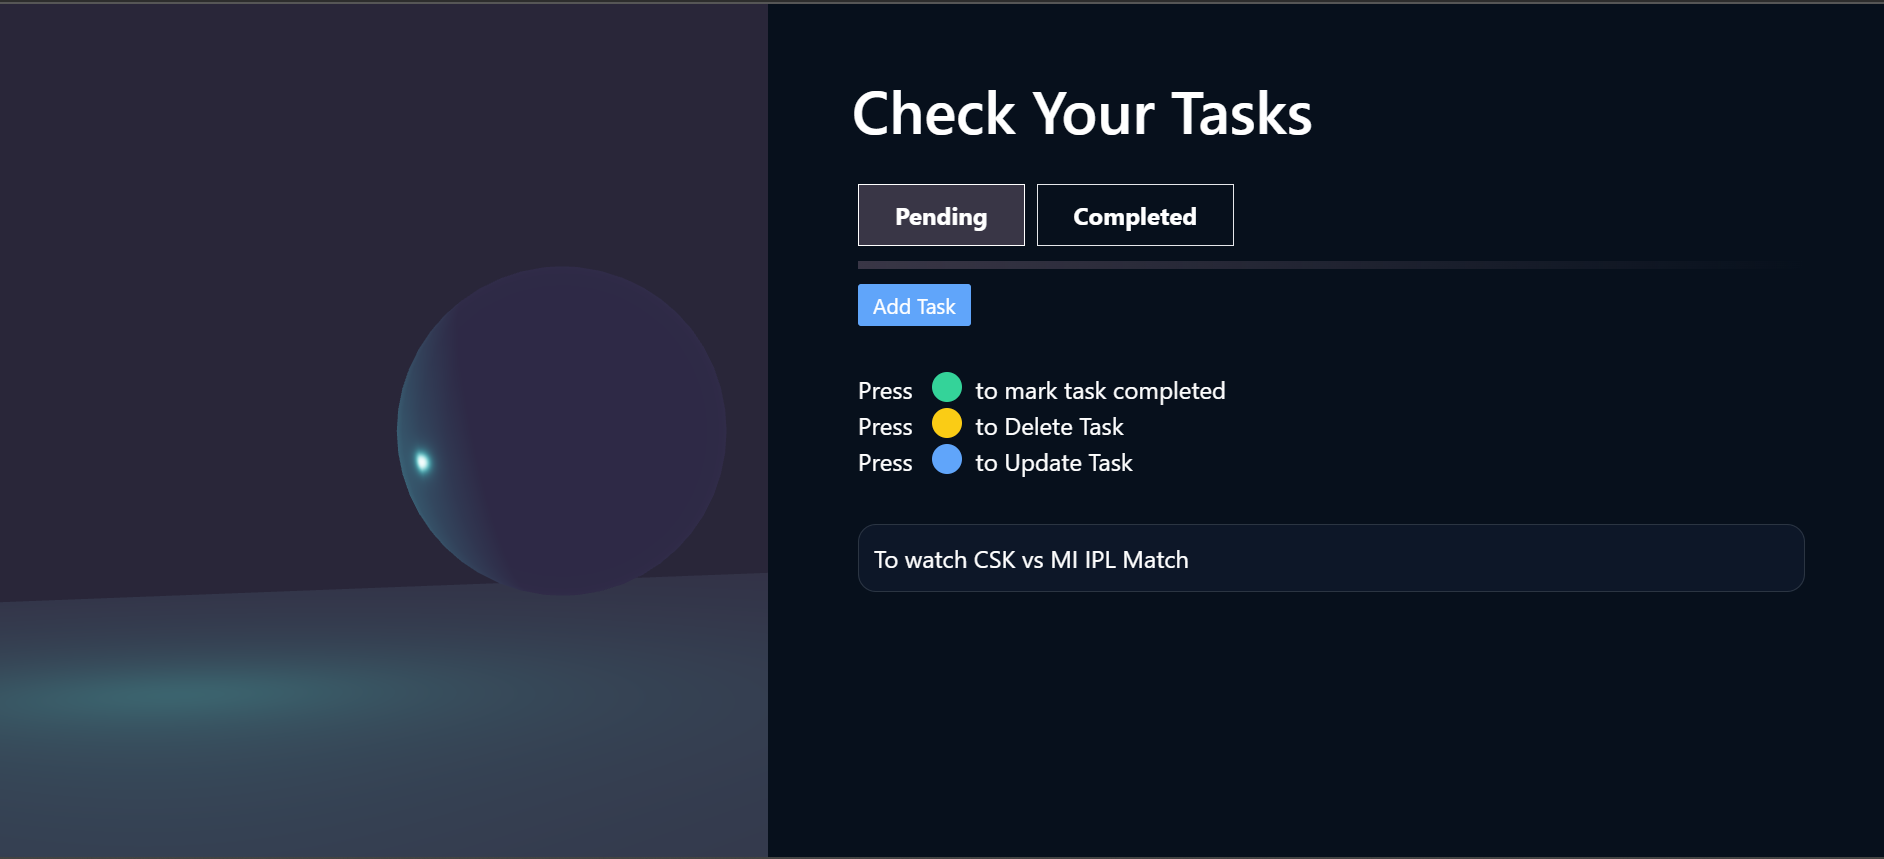 Check Your Tasks
Pending Completed
Add Task
Press to mark task completed
Press to Delete Task
Press to Update Task
To watch CSK vs MI IPL Match